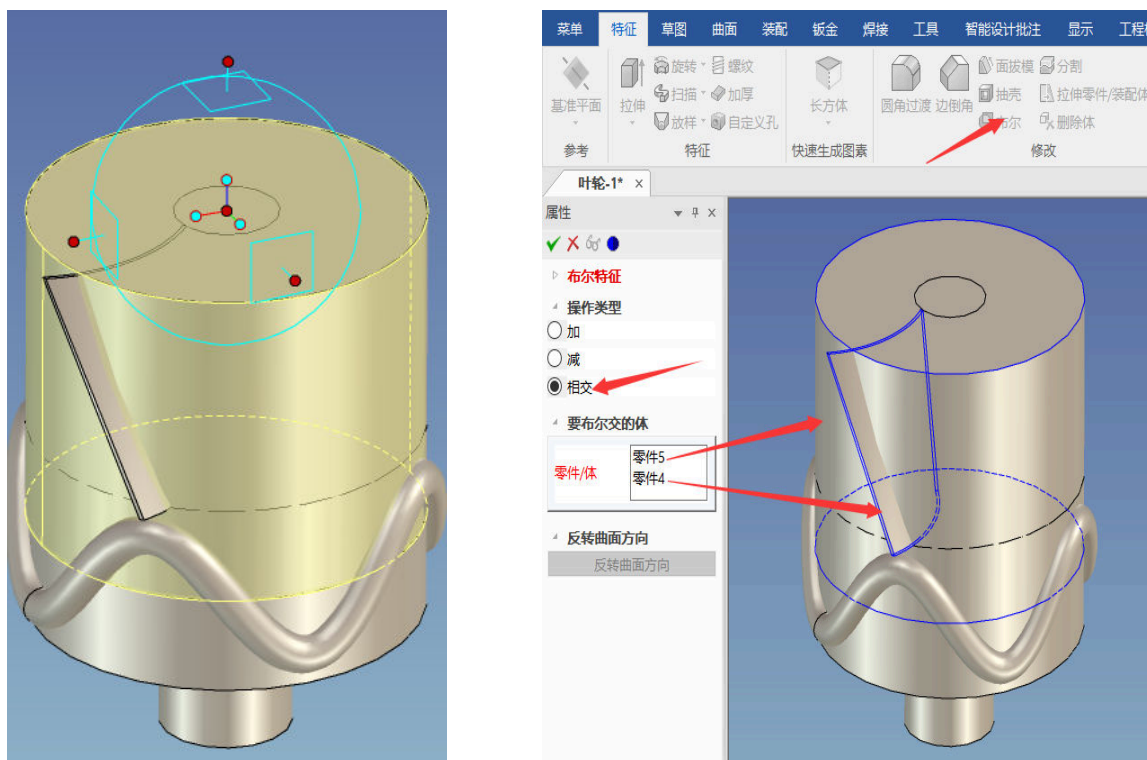 菜单 特征 草图 曲面 装配 钣金 焊接 工具 智能设计批注 显示 工程
基准平面 拉伸 旋转 螺纹 长方体 圆角过渡 边倒角 面拔模 分割
扫描 加厚 抽壳 拉伸零件/装配体
放样 自定义孔 布尔 删除体
参考 特征 快速生成图素 修改
叶轮-1* ×
属性
布尔特征
操作类型
加
减
相交
要布尔交的体
零件/体
零件5
零件4
反转曲面方向
反转曲面方向